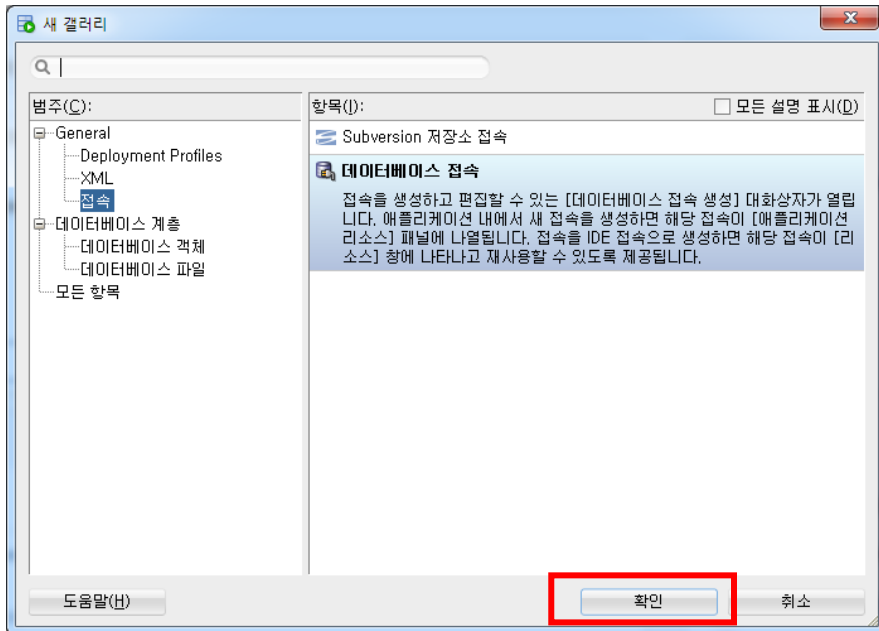 새 갤러리
범주(C):
General
Deployment Profiles
XML
접속
데이터베이스 계층
데이터베이스 객체
데이터베이스 파일
모든 항목
항목(I):
모든 설명 표시(D)
Subversion 저장소 접속
데이터베이스 접속
접속을 생성하고 편집할 수 있는 [데이터베이스 접속 생성] 대화상자가 열립
니다. 애플리케이션 내에서 새 접속을 생성하면 해당 접속이 [애플리케이션
리소스] 패널에 나열됩니다. 접속을 IDE 접속으로 생성하면 해당 접속이 [리
소스] 창에 나타나고 재사용할 수 있도록 제공됩니다.
도움말(H)
확인
취소